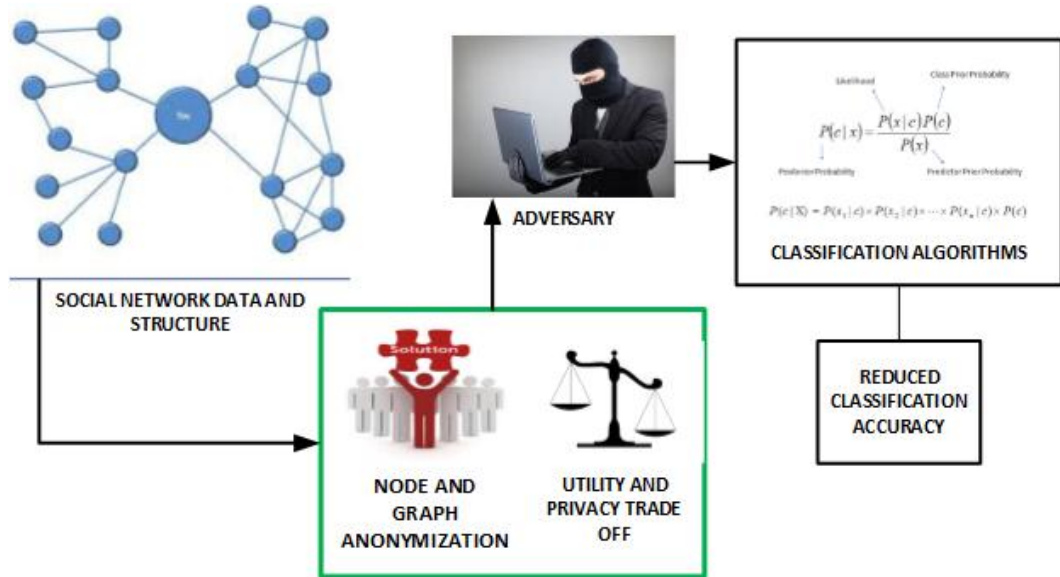 You
SOCIAL NETWORK DATA AND
STRUCTURE
Solution
NODE AND
GRAPH
ANONYMIZATION
UTILITY AND
PRIVACY TRADE
OFF
ADVERSARY
Likelihood
Class Prior Probability
P(c | x) = P(x | c)P(c) / P(x)
Posterior Probability
Predictor Prior Probability
P(c | X) = P(x₁ | c) × P(x₂ | c) × ⋯ × P(xₙ | c) × P(c)
CLASSIFICATION ALGORITHMS
REDUCED
CLASSIFICATION
ACCURACY